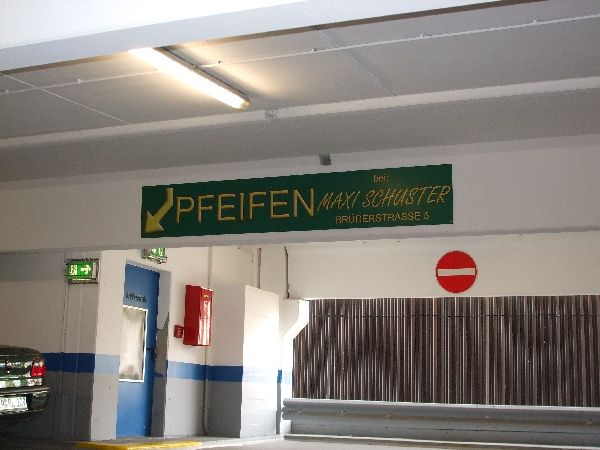 PFEIFEN
bei:
MAXI SCHUSTER
BRÜDERSTRASSE 5